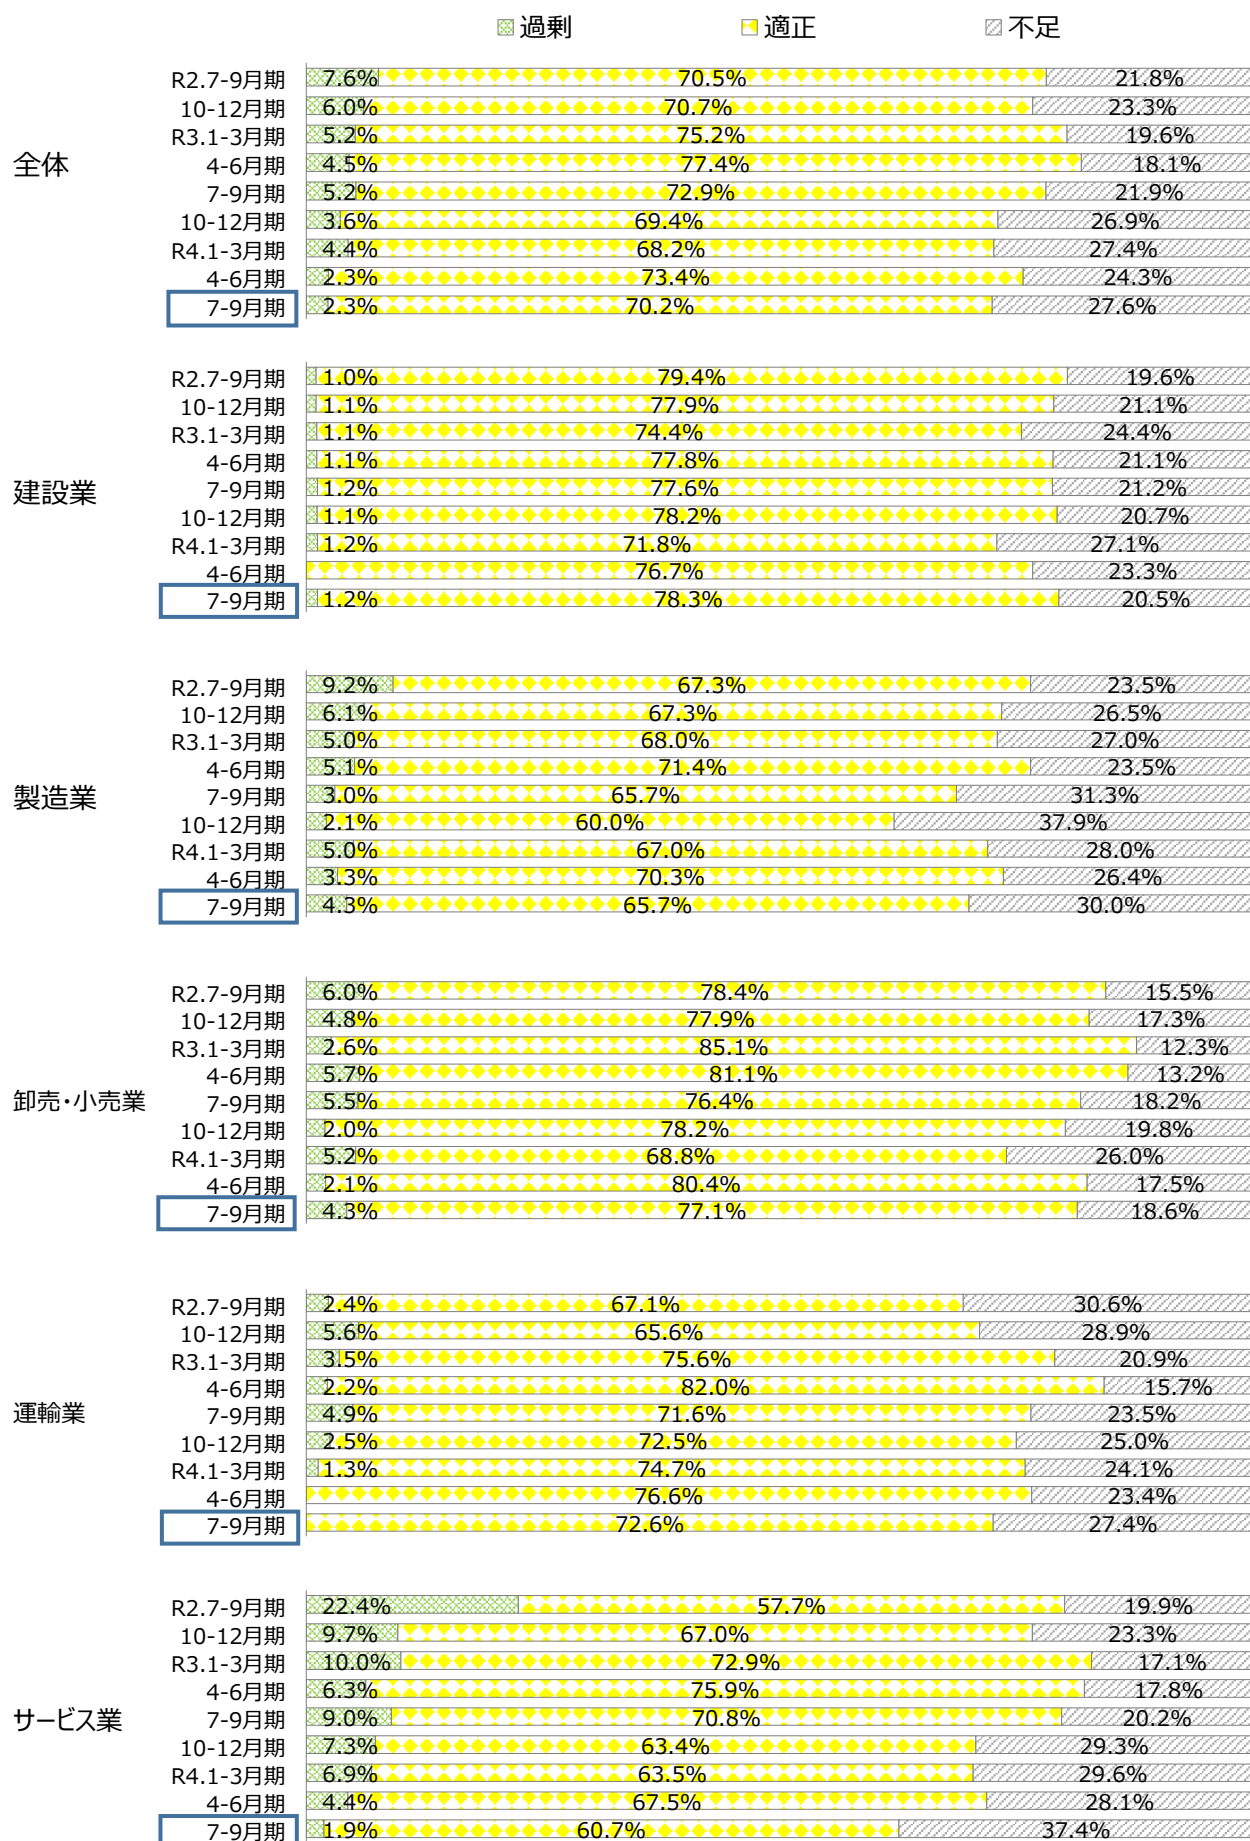 過剰 適正 不足
全体
R2.7-9月期 7.6% 70.5% 21.8%
10-12月期 6.0% 70.7% 23.3%
R3.1-3月期 5.2% 75.2% 19.6%
4-6月期 4.5% 77.4% 18.1%
7-9月期 5.2% 72.9% 21.9%
10-12月期 3.6% 69.4% 26.9%
R4.1-3月期 4.4% 68.2% 27.4%
4-6月期 2.3% 73.4% 24.3%
7-9月期 2.3% 70.2% 27.6%
建設業
R2.7-9月期 1.0% 79.4% 19.6%
10-12月期 1.1% 77.9% 21.1%
R3.1-3月期 1.1% 74.4% 24.4%
4-6月期 1.1% 77.8% 21.1%
7-9月期 1.2% 77.6% 21.2%
10-12月期 1.1% 78.2% 20.7%
R4.1-3月期 1.2% 71.8% 27.1%
4-6月期 76.7% 23.3%
7-9月期 1.2% 78.3% 20.5%
製造業
R2.7-9月期 9.2% 67.3% 23.5%
10-12月期 6.1% 67.3% 26.5%
R3.1-3月期 5.0% 68.0% 27.0%
4-6月期 5.1% 71.4% 23.5%
7-9月期 3.0% 65.7% 31.3%
10-12月期 2.1% 60.0% 37.9%
R4.1-3月期 5.0% 67.0% 28.0%
4-6月期 3.3% 70.3% 26.4%
7-9月期 4.3% 65.7% 30.0%
卸売・小売業
R2.7-9月期 6.0% 78.4% 15.5%
10-12月期 4.8% 77.9% 17.3%
R3.1-3月期 2.6% 85.1% 12.3%
4-6月期 5.7% 81.1% 13.2%
7-9月期 5.5% 76.4% 18.2%
10-12月期 2.0% 78.2% 19.8%
R4.1-3月期 5.2% 68.8% 26.0%
4-6月期 2.1% 80.4% 17.5%
7-9月期 4.3% 77.1% 18.6%
運輸業
R2.7-9月期 2.4% 67.1% 30.6%
10-12月期 5.6% 65.6% 28.9%
R3.1-3月期 3.5% 75.6% 20.9%
4-6月期 2.2% 82.0% 15.7%
7-9月期 4.9% 71.6% 23.5%
10-12月期 2.5% 72.5% 25.0%
R4.1-3月期 1.3% 74.7% 24.1%
4-6月期 76.6% 23.4%
7-9月期 72.6% 27.4%
サービス業
R2.7-9月期 22.4% 57.7% 19.9%
10-12月期 9.7% 67.0% 23.3%
R3.1-3月期 10.0% 72.9% 17.1%
4-6月期 6.3% 75.9% 17.8%
7-9月期 9.0% 70.8% 20.2%
10-12月期 7.3% 63.4% 29.3%
R4.1-3月期 6.9% 63.5% 29.6%
4-6月期 4.4% 67.5% 28.1%
7-9月期 1.9% 60.7% 37.4%